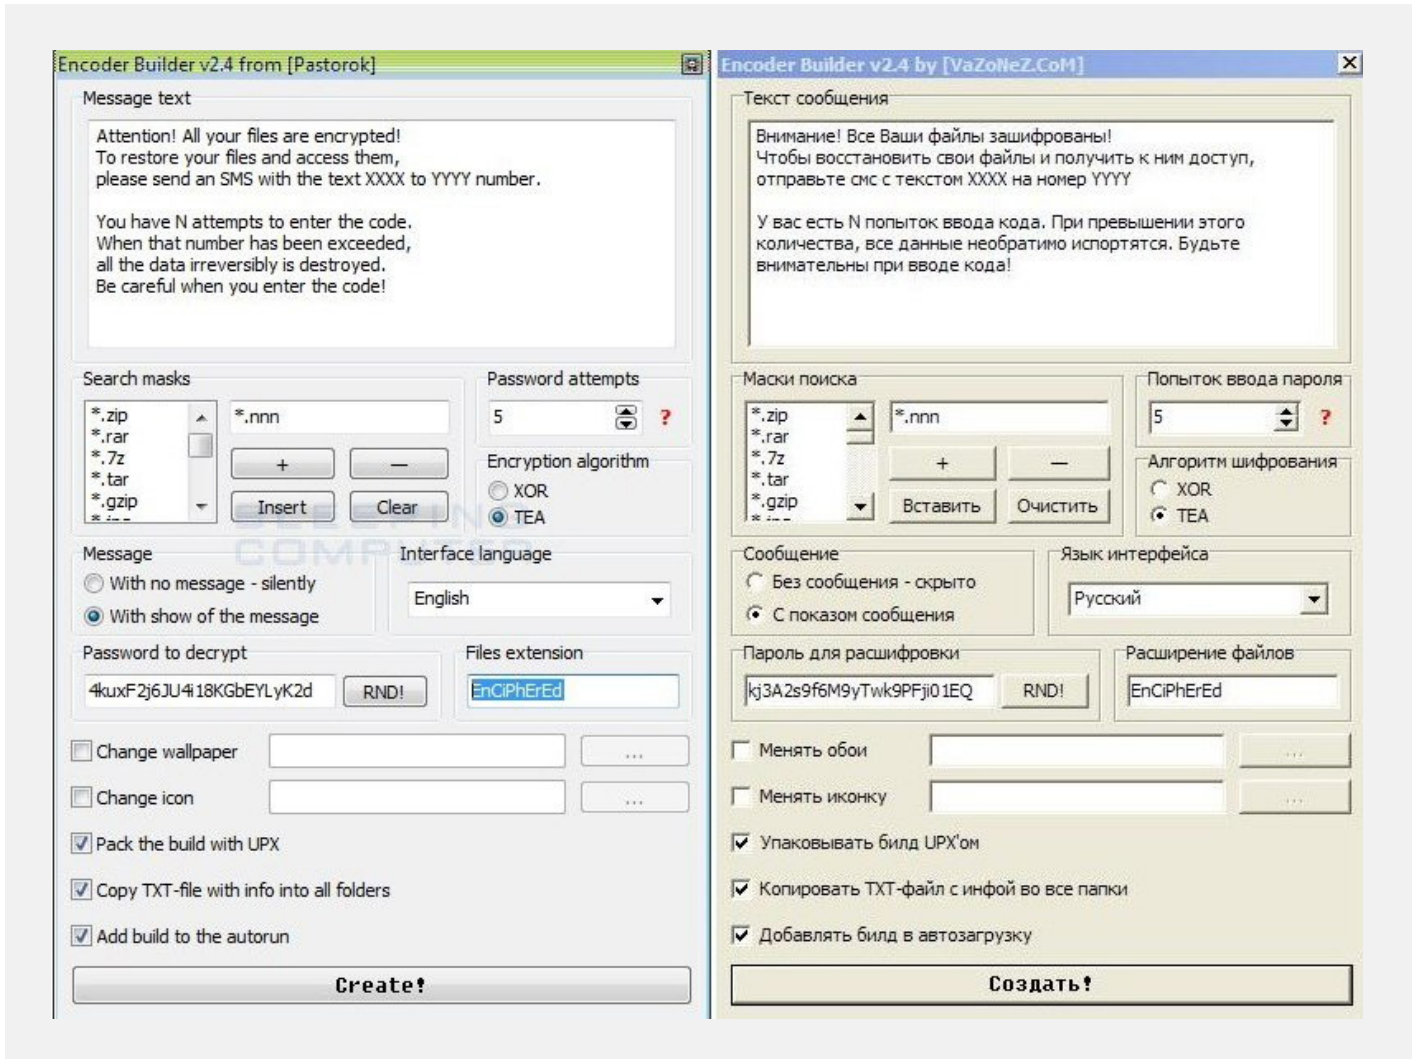 Encoder Builder v2.4 from [Pastorok]
Message text
Attention! All your files are encrypted!
To restore your files and access them,
please send an SMS with the text XXXX to YYYY number.
You have N attempts to enter the code.
When that number has been exceeded,
all the data irreversibly is destroyed.
Be careful when you enter the code!
Search masks
*.zip
*.rar
*.7z
*.tar
*.gzip
*.nnn
+
—
Insert
Clear
Password attempts
5
?
Encryption algorithm
XOR
TEA
BLEEPING
COMPUTER
Message
With no message - silently
With show of the message
Interface language
English
Password to decrypt
4kuxF2j6JU4i18KGbEYLyK2d
RND!
Files extension
EnCiPhErEd
Change wallpaper
...
Change icon
...
Pack the build with UPX
Copy TXT-file with info into all folders
Add build to the autorun
Create!
Encoder Builder v2.4 by [VaZoNeZ.CoM]
Текст сообщения
Внимание! Все Ваши файлы зашифрованы!
Чтобы восстановить свои файлы и получить к ним доступ,
отправьте смс с текстом XXXX на номер YYYY
У вас есть N попыток ввода кода. При превышении этого
количества, все данные необратимо испортятся. Будьте
внимательны при вводе кода!
Маски поиска
*.zip
*.rar
*.7z
*.tar
*.gzip
*.nnn
+
—
Вставить
Очистить
Попыток ввода пароля
5
?
Алгоритм шифрования
XOR
TEA
Сообщение
Без сообщения - скрыто
С показом сообщения
Язык интерфейса
Русский
Пароль для расшифровки
kj3A2s9f6M9yTwk9PFji01EQ
RND!
Расширение файлов
EnCiPhErEd
Менять обои
...
Менять иконку
...
Упаковывать билд UPX'ом
Копировать TXT-файл с инфой во все папки
Добавлять билд в автозагрузку
Создать!